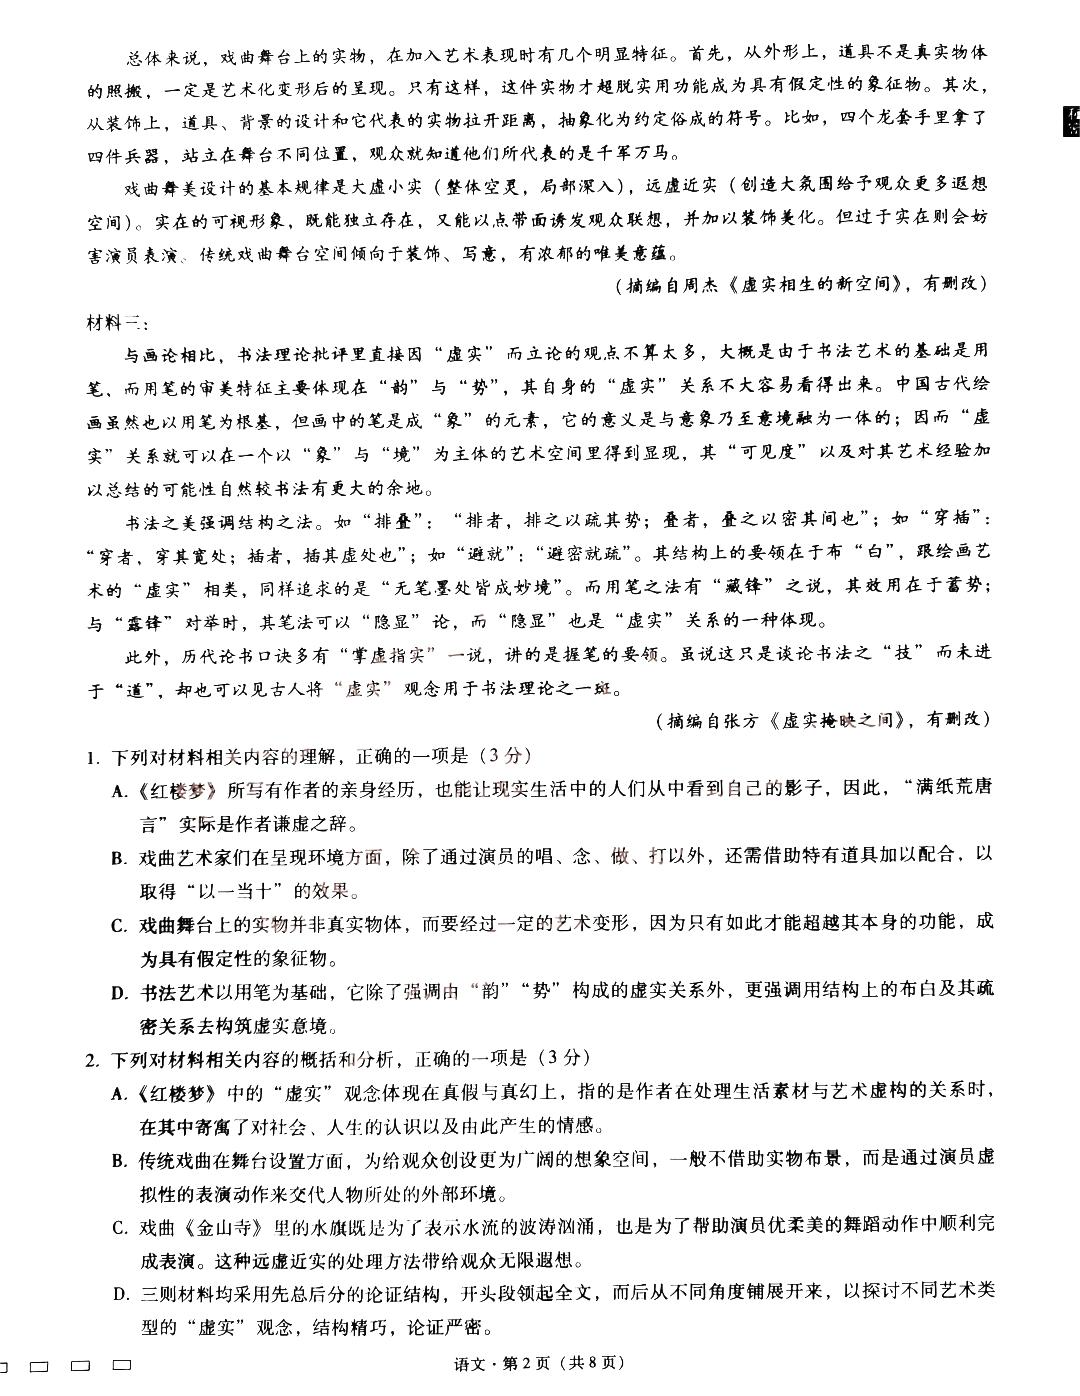 总体来说，戏曲舞台上的实物，在加入艺术表现时有几个明显特征。首先，从外形上，道具不是真实物体
的照搬，一定是艺术化变形后的呈现。只有这样，这件实物才超脱实用功能成为具有假定性的象征物。其次，
从装饰上，道具、背景的设计和它代表的实物拉开距离，抽象化为约定俗成的符号。比如，四个龙套手里拿了
四件兵器，站立在舞台不同位置，观众就知道他们所代表的是千军万马。
戏曲舞美设计的基本规律是大虚小实（整体空灵，局部深入），远虚近实（创造大氛围给予观众更多遐想
空间）。实在的可视形象，既能独立存在，又能以点带面诱发观众联想，并加以装饰美化。但过于实在则会妨
害演员表演。传统戏曲舞台空间倾向于装饰、写意，有浓郁的唯美意蕴。
（摘编自周杰《虚实相生的新空间》，有删改）
材料三：
与画论相比，书法理论批评里直接因“虚实”而立论的观点不算太多，大概是由于书法艺术的基础是用
笔，而用笔的审美特征主要体现在“韵”与“势”，其自身的“虚实”关系不大容易看得出来。中国古代绘
画虽然也以用笔为根基，但画中的笔是成“象”的元素，它的意义是与意象乃至意境融为一体的；因而“虚
实”关系就可以在一个以“象”与“境”为主体的艺术空间里得到显现，其“可见度”以及对其艺术经验加
以总结的可能性自然较书法有更大的余地。
书法之美强调结构之法。如“排叠”：“排者，排之以疏其势；叠者，叠之以密其间也”；如“穿插”：
“穿者，穿其宽处；插者，插其虚处也”；如“避就”：“避密就疏”。其结构上的要领在于布“白”，跟绘画艺
术的“虚实”相类，同样追求的是“无笔墨处皆成妙境”。而用笔之法有“藏锋”之说，其效用在于蓄势；
与“露锋”对举时，其笔法可以“隐显”论，而“隐显”也是“虚实”关系的一种体现。
此外，历代论书口诀多有“掌虚指实”一说，讲的是握笔的要领。虽说这只是谈论书法之“技”而未进
于“道”，却也可以见古人将“虚实”观念用于书法理论之一斑。
（摘编自张方《虚实掩映之间》，有删改）
1. 下列对材料相关内容的理解，正确的一项是（3 分）
A.《红楼梦》所写有作者的亲身经历，也能让现实生活中的人们从中看到自己的影子，因此，“满纸荒唐
言”实际是作者谦虚之辞。
B. 戏曲艺术家们在呈现环境方面，除了通过演员的唱、念、做、打以外，还需借助特有道具加以配合，以
取得“以一当十”的效果。
C. 戏曲舞台上的实物并非真实物体，而要经过一定的艺术变形，因为只有如此才能超越其本身的功能，成
为具有假定性的象征物。
D. 书法艺术以用笔为基础，它除了强调由“韵”“势”构成的虚实关系外，更强调用结构上的布白及其疏
密关系去构筑虚实意境。
2. 下列对材料相关内容的概括和分析，正确的一项是（3 分）
A.《红楼梦》中的“虚实”观念体现在真假与真幻上，指的是作者在处理生活素材与艺术虚构的关系时，
在其中寄寓了对社会、人生的认识以及由此产生的情感。
B. 传统戏曲在舞台设置方面，为给观众创设更为广阔的想象空间，一般不借助实物布景，而是通过演员虚
拟性的表演动作来交代人物所处的外部环境。
C. 戏曲《金山寺》里的水旗既是为了表示水流的波涛汹涌，也是为了帮助演员优柔美的舞蹈动作中顺利完
成表演。这种远虚近实的处理方法带给观众无限遐想。
D. 三则材料均采用先总后分的论证结构，开头段领起全文，而后从不同角度铺展开来，以探讨不同艺术类
型的“虚实”观念，结构精巧，论证严密。
语文·第 2 页（共 8 页）